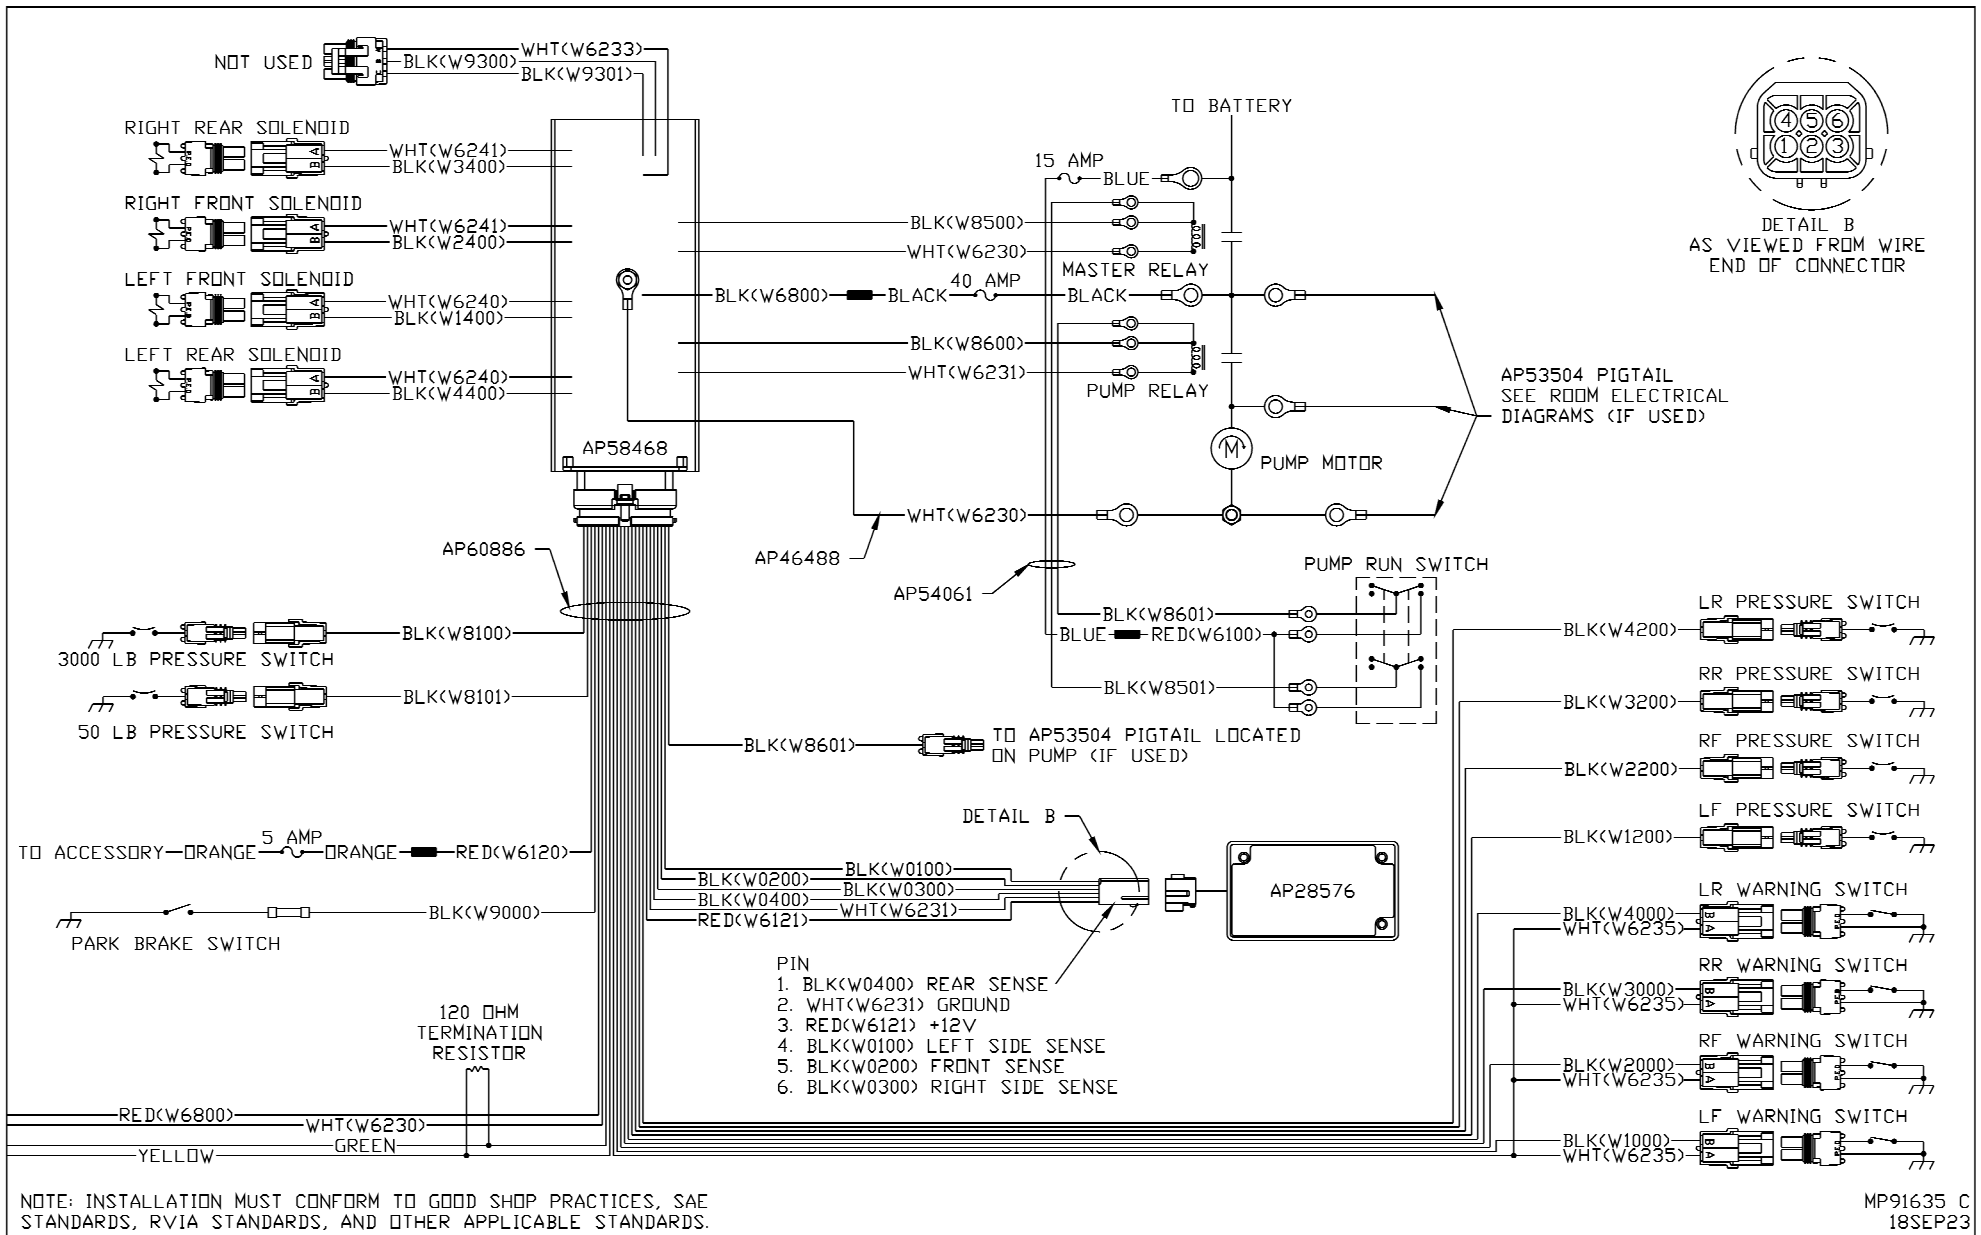 NOT USED
WHT(W6233)
BLK(W9300)
BLK(W9301)
RIGHT REAR SOLENOID
A
B
WHT(W6241)
BLK(W3400)
RIGHT FRONT SOLENOID
A
B
WHT(W6241)
BLK(W2400)
LEFT FRONT SOLENOID
A
B
WHT(W6240)
BLK(W1400)
LEFT REAR SOLENOID
A
B
WHT(W6240)
BLK(W4400)
AP58468
TO BATTERY
15 AMP
BLUE
BLK(W8500)
WHT(W6230)
MASTER RELAY
BLK(W6800)
BLACK
40 AMP
BLACK
BLK(W8600)
WHT(W6231)
PUMP RELAY
M
PUMP MOTOR
WHT(W6230)
AP53504 PIGTAIL
SEE ROOM ELECTRICAL
DIAGRAMS (IF USED)
4 5 6
1 2 3
DETAIL B
AS VIEWED FROM WIRE
END OF CONNECTOR
AP60886
AP46488
AP54061
PUMP RUN SWITCH
BLK(W8601)
BLUE
RED(W6100)
BLK(W8501)
BLK(W8100)
3000 LB PRESSURE SWITCH
BLK(W8101)
50 LB PRESSURE SWITCH
BLK(W8601)
TO AP53504 PIGTAIL LOCATED
ON PUMP (IF USED)
TO ACCESSORY
ORANGE
5 AMP
ORANGE
RED(W6120)
BLK(W9000)
PARK BRAKE SWITCH
DETAIL B
BLK(W0100)
BLK(W0200)
BLK(W0300)
BLK(W0400)
WHT(W6231)
RED(W6121)
AP28576
PIN
1. BLK(W0400) REAR SENSE
2. WHT(W6231) GROUND
3. RED(W6121) +12V
4. BLK(W0100) LEFT SIDE SENSE
5. BLK(W0200) FRONT SENSE
6. BLK(W0300) RIGHT SIDE SENSE
120 OHM
TERMINATION
RESISTOR
RED(W6800)
WHT(W6230)
GREEN
YELLOW
LR PRESSURE SWITCH
BLK(W4200)
RR PRESSURE SWITCH
BLK(W3200)
RF PRESSURE SWITCH
BLK(W2200)
LF PRESSURE SWITCH
BLK(W1200)
LR WARNING SWITCH
BLK(W4000)
WHT(W6235)
B
A
RR WARNING SWITCH
BLK(W3000)
WHT(W6235)
B
A
RF WARNING SWITCH
BLK(W2000)
WHT(W6235)
B
A
LF WARNING SWITCH
BLK(W1000)
WHT(W6235)
B
A
NOTE: INSTALLATION MUST CONFORM TO GOOD SHOP PRACTICES, SAE
STANDARDS, RVIA STANDARDS, AND OTHER APPLICABLE STANDARDS.
MP91635 C
18SEP23